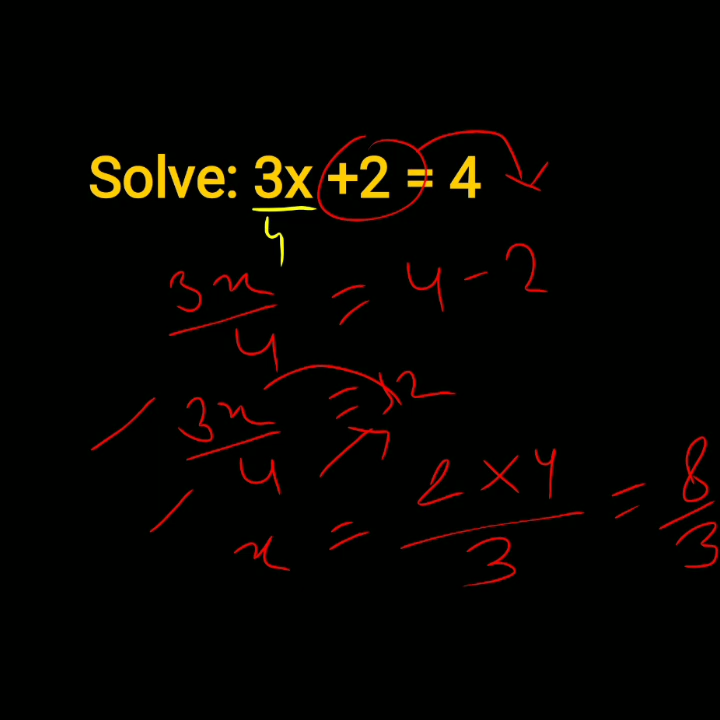 Solve: 3x +2 = 4
4
3x/4 = 4 - 2
3x/4 = 2
x = 2 × 4/3 = 8/3